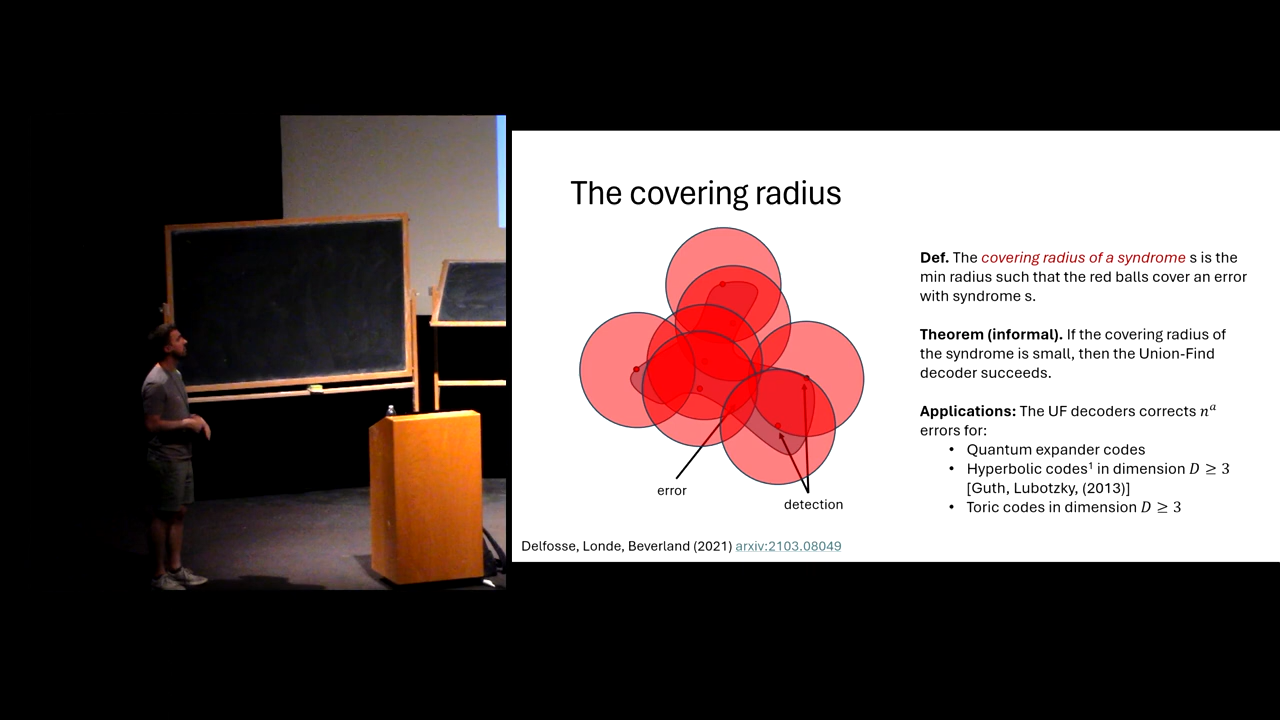 The covering radius
error
detection
Def. The covering radius of a syndrome s is the
min radius such that the red balls cover an error
with syndrome s.
Theorem (informal). If the covering radius of
the syndrome is small, then the Union-Find
decoder succeeds.
Applications: The UF decoders corrects nᵃ
errors for:
• Quantum expander codes
• Hyperbolic codes¹ in dimension D ≥ 3
[Guth, Lubotzky, (2013)]
• Toric codes in dimension D ≥ 3
Delfosse, Londe, Beverland (2021) arxiv:2103.08049